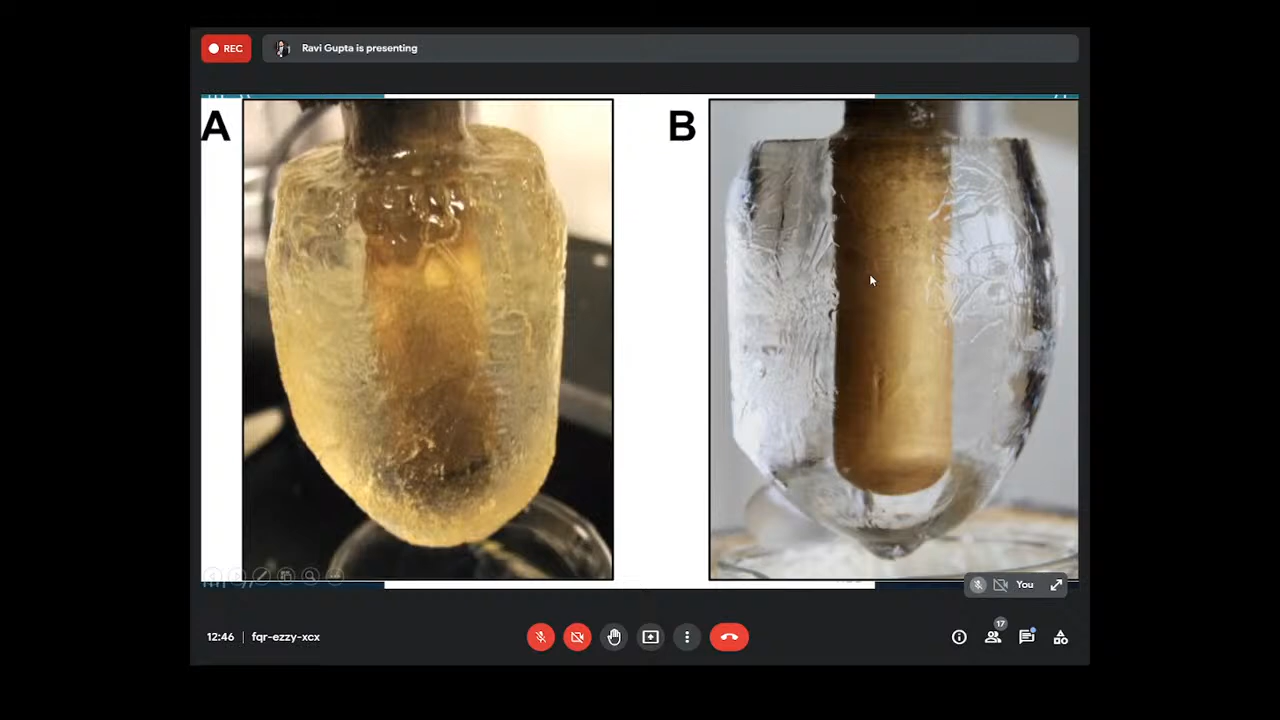 REC
Ravi Gupta is presenting
A
B
You
12:46 | fqr-ezzy-xcx
17